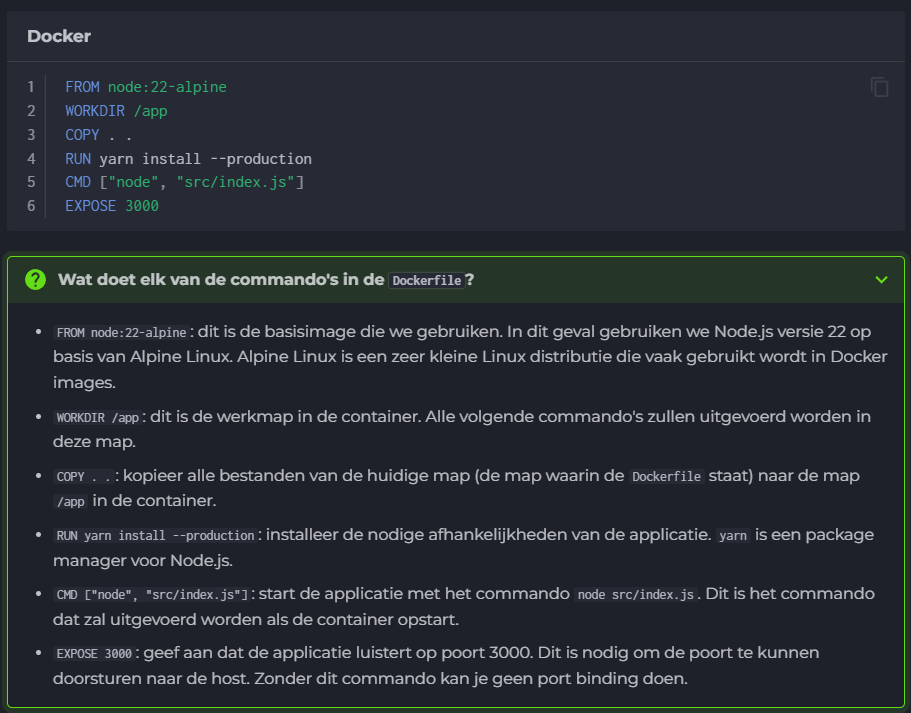 Docker
1 FROM node:22-alpine
2 WORKDIR /app
3 COPY . .
4 RUN yarn install --production
5 CMD ["node", "src/index.js"]
6 EXPOSE 3000
? Wat doet elk van de commando's in de Dockerfile?
• FROM node:22-alpine: dit is de basisimage die we gebruiken. In dit geval gebruiken we Node.js versie 22 op
basis van Alpine Linux. Alpine Linux is een zeer kleine Linux distributie die vaak gebruikt wordt in Docker
images.
• WORKDIR /app: dit is de werkmap in de container. Alle volgende commando's zullen uitgevoerd worden in
deze map.
• COPY . .: kopieer alle bestanden van de huidige map (de map waarin de Dockerfile staat) naar de map
/app in de container.
• RUN yarn install --production: installeer de nodige afhankelijkheden van de applicatie. yarn is een package
manager voor Node.js.
• CMD ["node", "src/index.js"]: start de applicatie met het commando node src/index.js. Dit is het commando
dat zal uitgevoerd worden als de container opstart.
• EXPOSE 3000: geef aan dat de applicatie luistert op poort 3000. Dit is nodig om de poort te kunnen
doorsturen naar de host. Zonder dit commando kan je geen port binding doen.